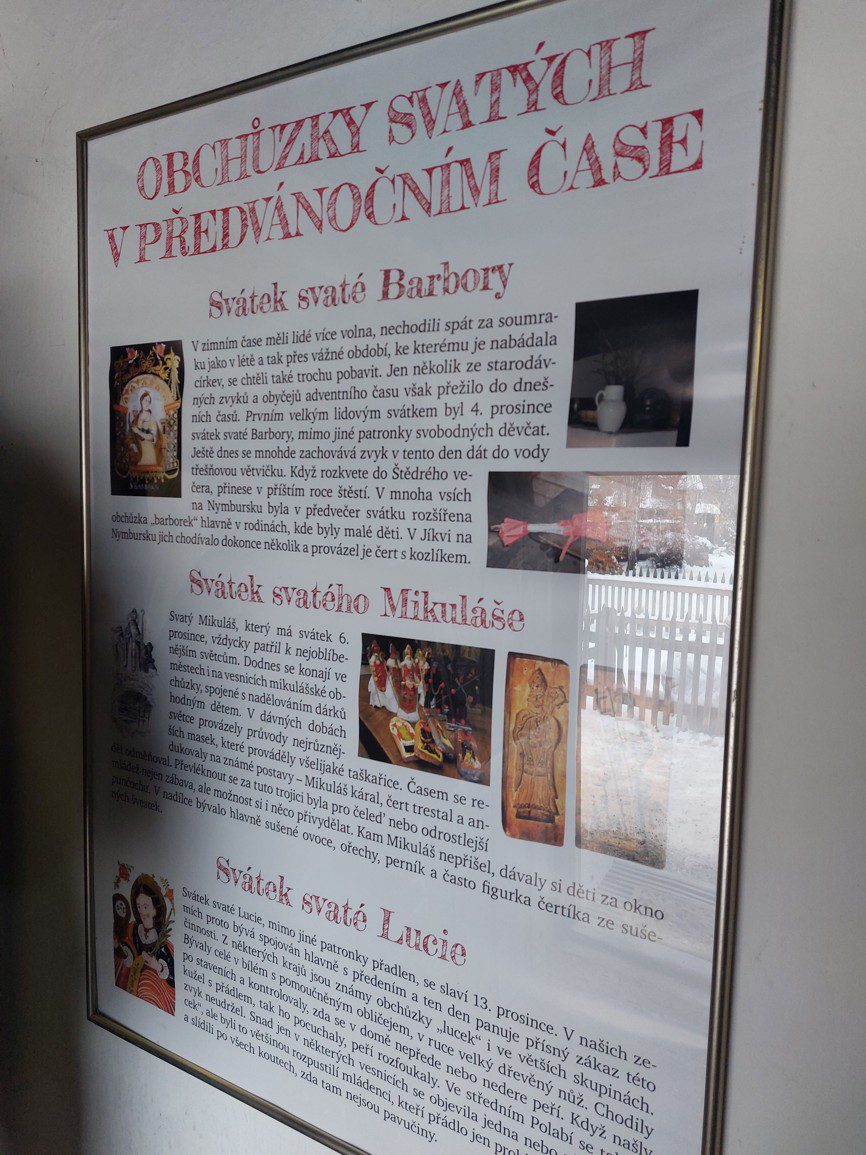 OBCHŮZKY SVATÝCH
V PŘEDVÁNOČNÍM ČASE
Svátek svaté Barbory
V zimním čase měli lidé více volna, nechodili spát za soumra-
ku jako v létě a tak přes vážné období, ke kterému je nabádala
církev, se chtěli také trochu pobavit. Jen několik ze starodáv-
ných zvyků a obyčejů adventního času však přežilo do dneš-
ních časů. Prvním velkým lidovým svátkem byl 4. prosince
svátek svaté Barbory, mimo jiné patronky svobodných děvčat.
Ještě dnes se mnohde zachovává zvyk v tento den dát do vody
třešňovou větvičku. Když rozkvete do Štědrého ve-
čera, přinese v příštím roce štěstí. V mnoha vsích
na Nymbursku byla v předvečer svátku rozšířena
obchůzka „barborek" hlavně v rodinách, kde byly malé děti. V Jíkvi na
Nymbursku jich chodívalo dokonce několik a provázel je čert s kozlíkem.
Svátek svatého Mikuláše
Svatý Mikuláš, který má svátek 6.
prosince, vždycky patřil k nejoblíbe-
nějším světcům. Dodnes se konají ve
městech i na vesnicích mikulášské ob-
chůzky, spojené s nadělováním dárků
hodným dětem. V dávných dobách
světce provázely průvody nejrůzněj-
ších masek, které prováděly všelijaké taškařice. Časem se re-
dukovaly na známé postavy – Mikuláš káral, čert trestal a an-
děl odměňoval. Převléknout se za tuto trojici byla pro čeleď nebo odrostlejší
mládež nejen zábava, ale možnost si i něco přivydělat. Kam Mikuláš nepřišel, dávaly si děti za okno
punčochu. V nadílce bývalo hlavně sušené ovoce, ořechy, perník a často figurka čertíka ze suše-
ných švestek.
Svátek svaté Lucie
Svátek svaté Lucie, mimo jiné patronky přadlen, se slaví 13. prosince. V našich ze-
mích proto bývá spojován hlavně s předením a ten den panuje přísný zákaz této
činnosti. Z některých krajů jsou známy obchůzky „lucek" i ve větších skupinách.
Bývaly celé v bílém s pomoučněným obličejem, v ruce velký dřevěný nůž. Chodily
po staveních a kontrolovaly, zda se v domě nepřede nebo nedere peří. Když našly
kužel s přádlem, tak ho pocuchaly, peří rozfoukaly. Ve středním Polabí se
zvyk neudržel. Snad jen v některých vesnicích se objevila jedna nebo
cek", ale byli to většinou rozpustilí mládenci, kteří přádlo jen
a slídili po všech koutech, zda tam nejsou pavučiny.